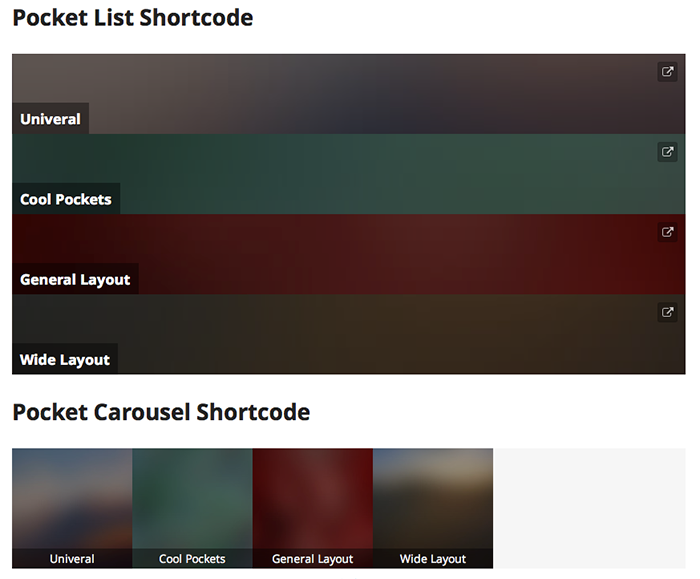 Pocket List Shortcode
Univeral
Cool Pockets
General Layout
Wide Layout
Pocket Carousel Shortcode
Univeral
Cool Pockets
General Layout
Wide Layout